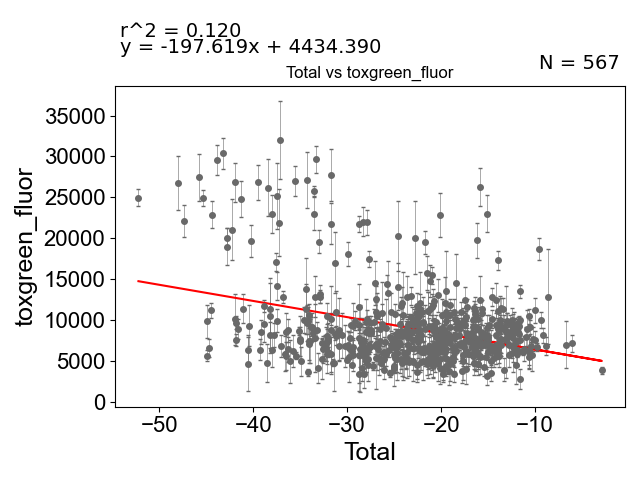 r^2 = 0.120
y = -197.619x + 4434.390
N = 567
Total vs toxgreen_fluor
35000
30000
25000
20000
15000
10000
5000
0
toxgreen_fluor
−50
−40
−30
−20
−10
Total